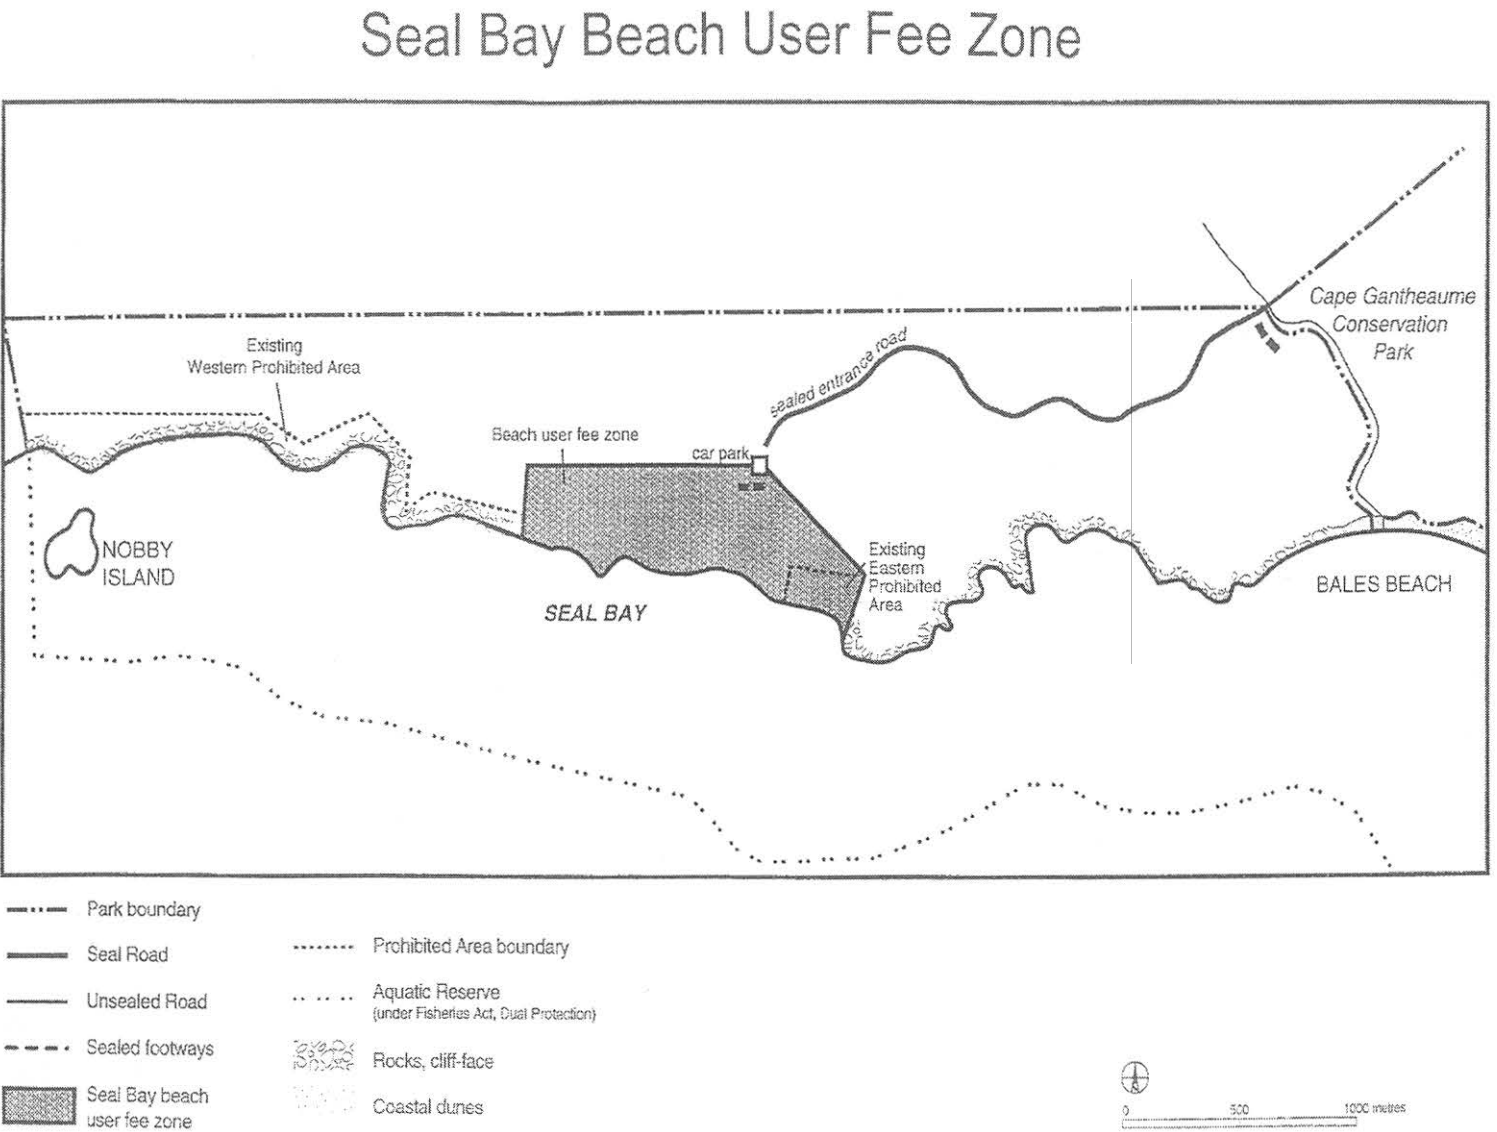 Seal Bay Beach User Fee Zone
Cape Gantheaume
Conservation
Park
Existing
Western Prohibited Area
sealed entrance road
Beach user fee zone
car park
NOBBY
ISLAND
Existing
Eastern
Prohibited
Area
SEAL BAY
BALES BEACH
Park boundary
Seal Road
Unsealed Road
Sealed footways
Seal Bay beach
user fee zone
Prohibited Area boundary
Aquatic Reserve
(under Fisheries Act, Dual Protection)
Rocks, cliff-face
Coastal dunes
0 500 1000 metres